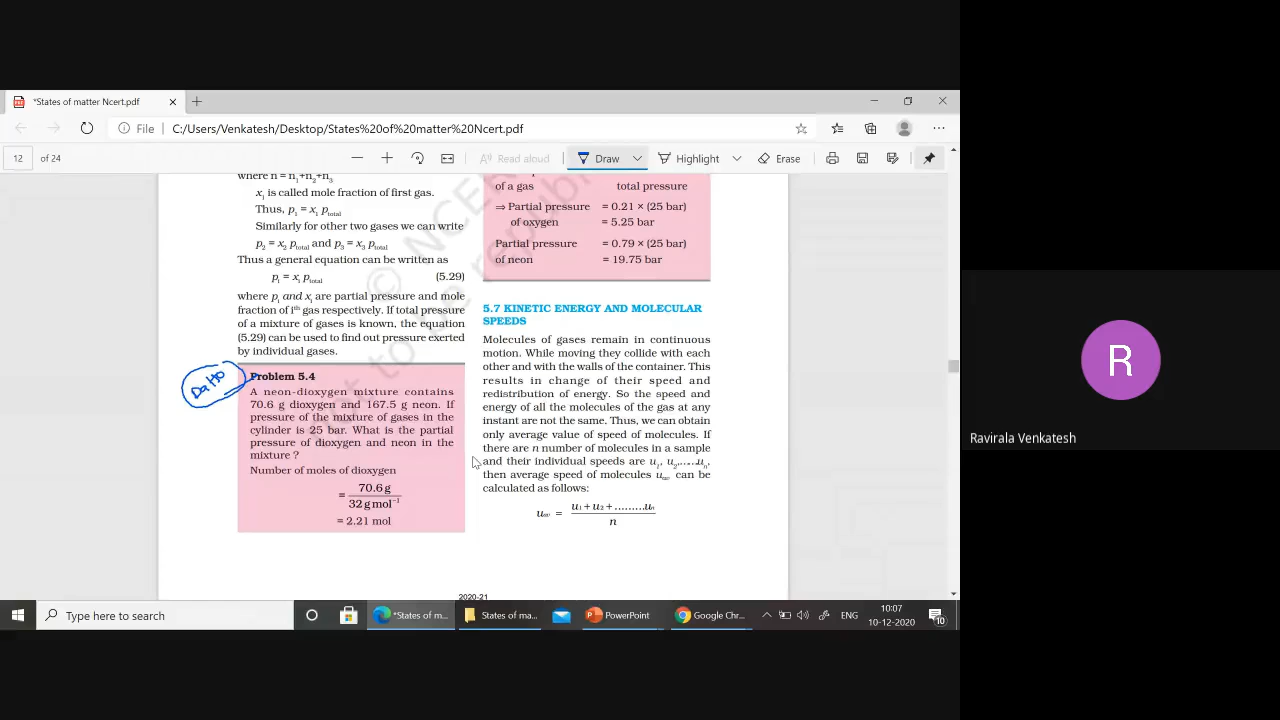 *States of matter Ncert.pdf
File
C:/Users/Venkatesh/Desktop/States%20of%20matter%20Ncert.pdf
12
of 24
Read aloud
Draw
Highlight
Erase
where n = n1+n2+n3
x1 is called mole fraction of first gas.
Thus, p1 = x1 ptotal
Similarly for other two gases we can write
p2 = x2 ptotal and p3 = x3 ptotal
Thus a general equation can be written as
pi = xi ptotal (5.29)
where pi and xi are partial pressure and mole
fraction of ith gas respectively. If total pressure
of a mixture of gases is known, the equation
(5.29) can be used to find out pressure exerted
by individual gases.
Problem 5.4
A neon-dioxygen mixture contains
70.6 g dioxygen and 167.5 g neon. If
pressure of the mixture of gases in the
cylinder is 25 bar. What is the partial
pressure of dioxygen and neon in the
mixture ?
Number of moles of dioxygen
= 70.6 g
32 g mol−1
= 2.21 mol
of a gas total pressure
⇒ Partial pressure = 0.21 × (25 bar)
of oxygen = 5.25 bar
Partial pressure = 0.79 × (25 bar)
of neon = 19.75 bar
5.7 KINETIC ENERGY AND MOLECULAR
SPEEDS
Molecules of gases remain in continuous
motion. While moving they collide with each
other and with the walls of the container. This
results in change of their speed and
redistribution of energy. So the speed and
energy of all the molecules of the gas at any
instant are not the same. Thus, we can obtain
only average value of speed of molecules. If
there are n number of molecules in a sample
and their individual speeds are u1, u2,…..un,
then average speed of molecules uav can be
calculated as follows:
uav = u1 + u2 + .........un
n
2020-21
© NCERT
Type here to search
*States of m...
States of ma...
PowerPoint
Google Chr...
ENG
10:07
10-12-2020
10
R
Ravirala Venkatesh